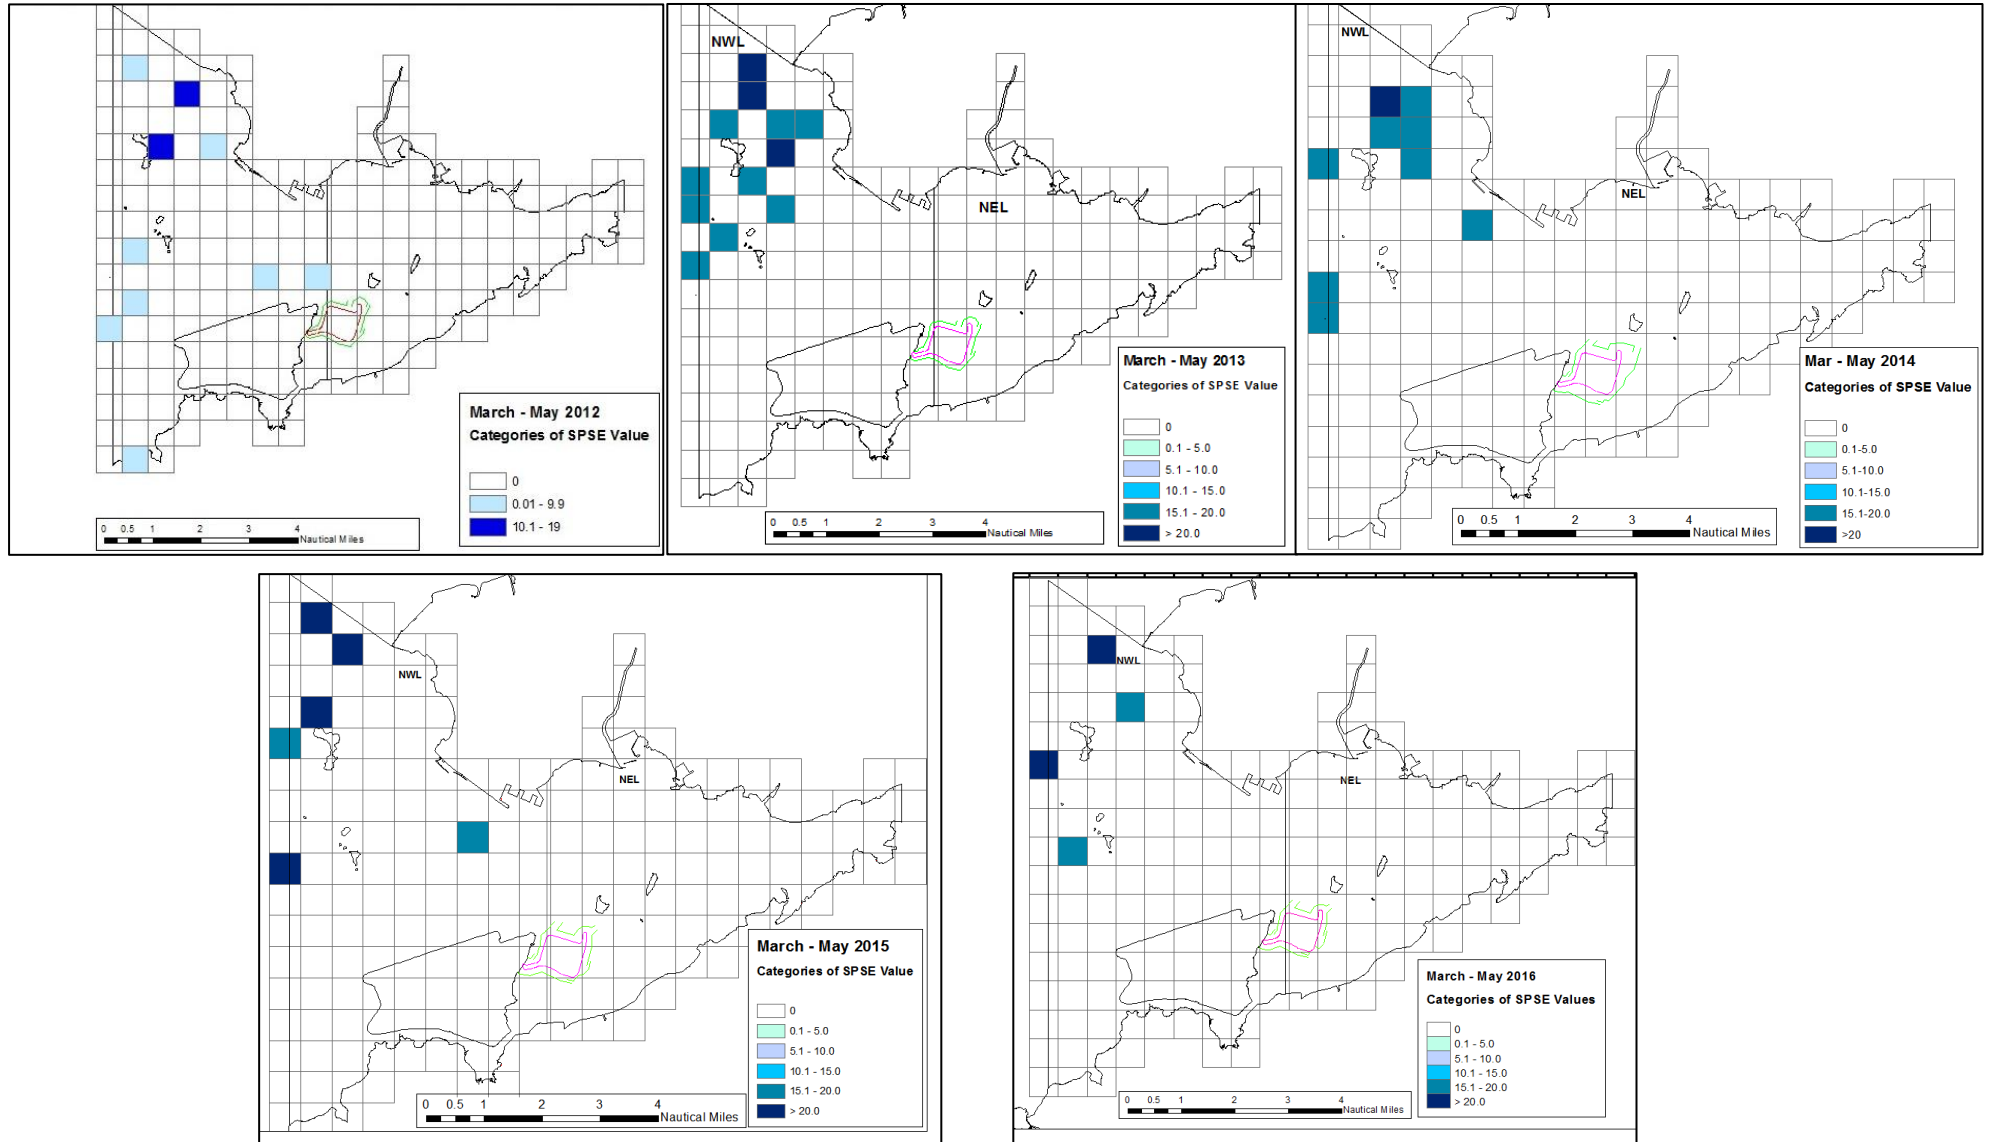 March - May 2012
Categories of SPSE Value
0
0.01 - 9.9
10.1 - 19
0 0.5 1 2 3 4
Nautical Miles
NWL
NEL
March - May 2013
Categories of SPSE Value
0
0.1 - 5.0
5.1 - 10.0
10.1 - 15.0
15.1 - 20.0
> 20.0
0 0.5 1 2 3 4
Nautical Miles
NWL
NEL
Mar - May 2014
Categories of SPSE Value
0
0.1-5.0
5.1-10.0
10.1-15.0
15.1-20.0
>20
0 0.5 1 2 3 4
Nautical Miles
NWL
NEL
March - May 2015
Categories of SPSE Value
0
0.1 - 5.0
5.1 - 10.0
10.1 - 15.0
15.1 - 20.0
> 20.0
0 0.5 1 2 3 4
Nautical Miles
NWL
NEL
March - May 2016
Categories of SPSE Values
0
0.1 - 5.0
5.1 - 10.0
10.1 - 15.0
15.1 - 20.0
> 20.0
0 0.5 1 2 3 4
Nautical Miles